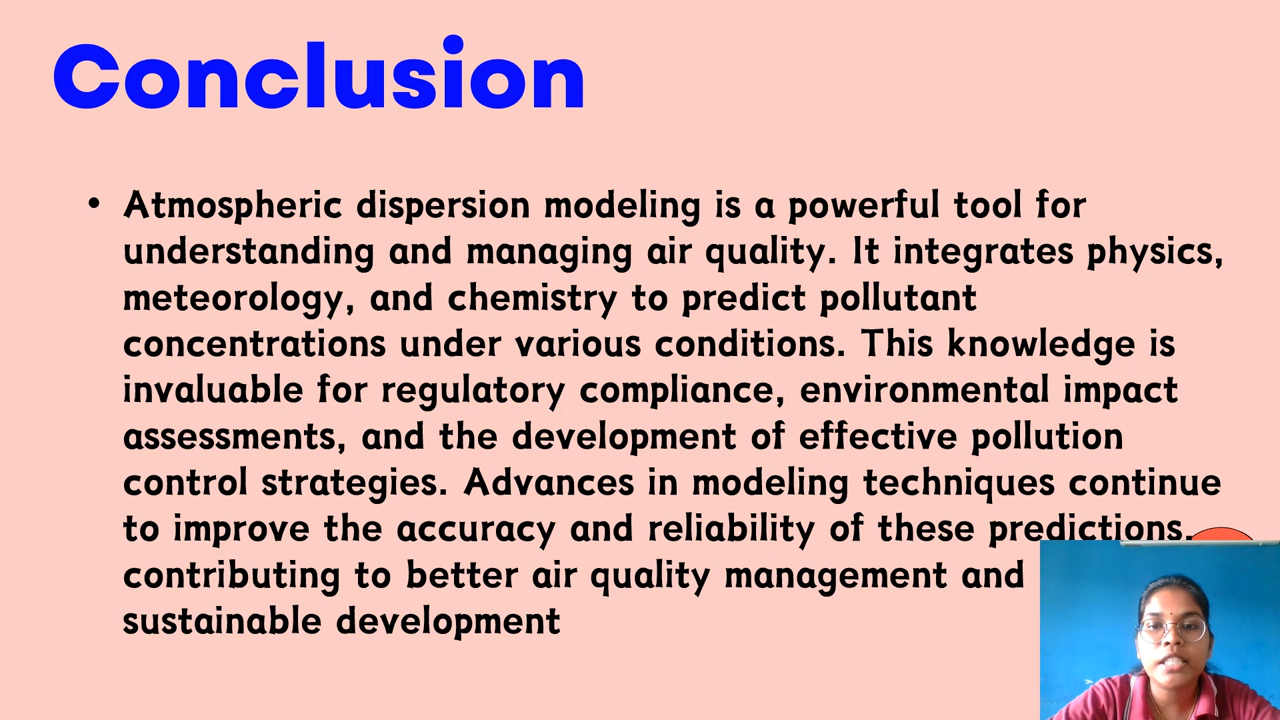 Conclusion
• Atmospheric dispersion modeling is a powerful tool for
understanding and managing air quality. It integrates physics,
meteorology, and chemistry to predict pollutant
concentrations under various conditions. This knowledge is
invaluable for regulatory compliance, environmental impact
assessments, and the development of effective pollution
control strategies. Advances in modeling techniques continue
to improve the accuracy and reliability of these predictions,
contributing to better air quality management and
sustainable development